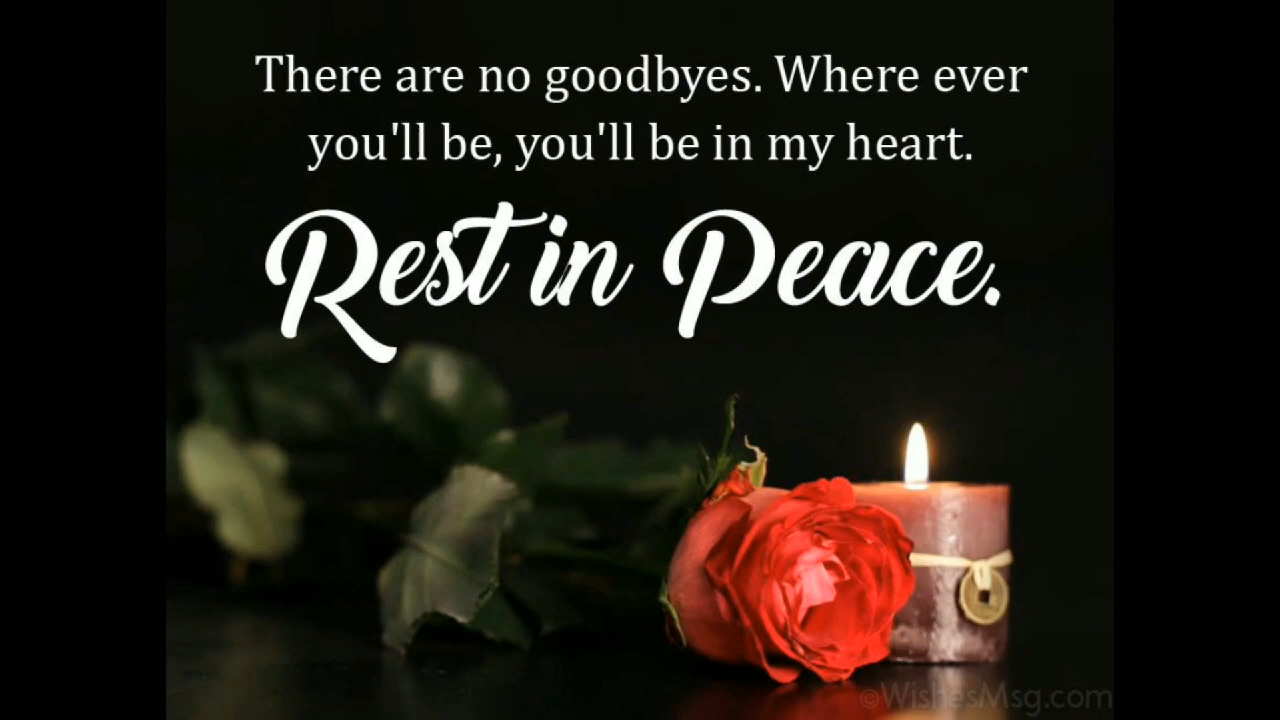 There are no goodbyes. Where ever
you'll be, you'll be in my heart.
Rest in Peace.
©WishesMsg.com